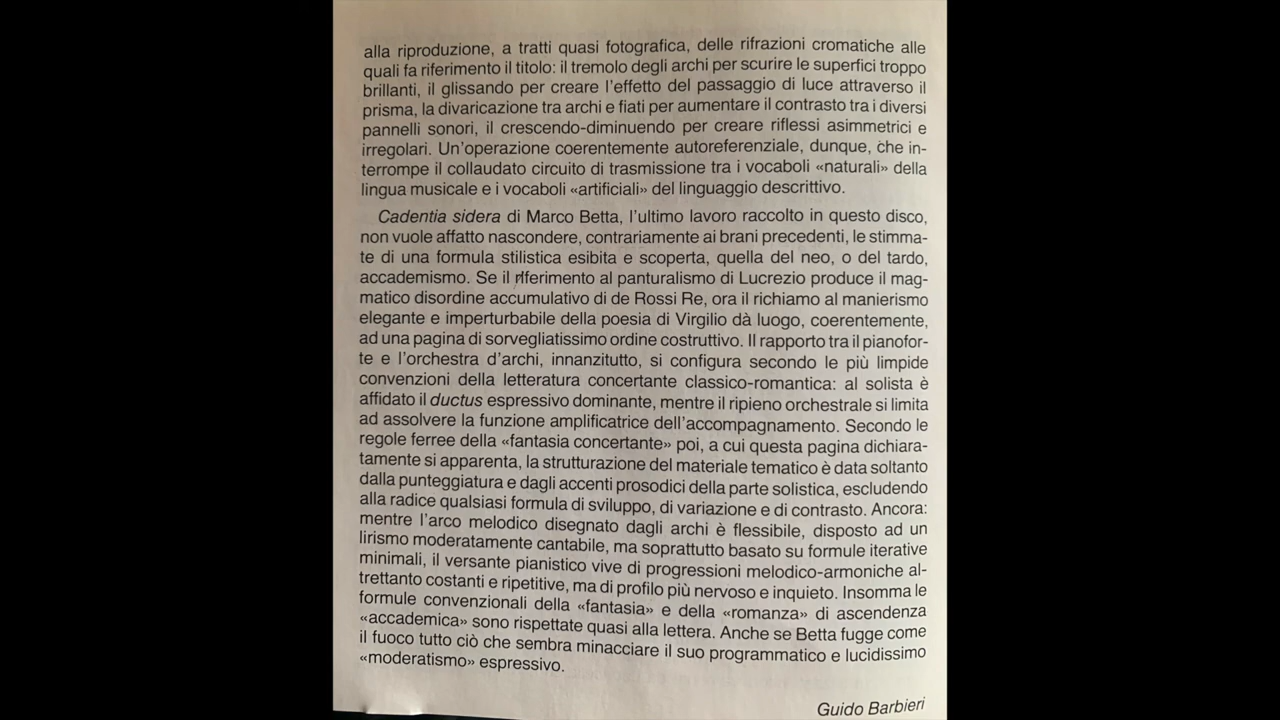 alla riproduzione, a tratti quasi fotografica, delle rifrazioni cromatiche alle
quali fa riferimento il titolo: il tremolo degli archi per scurire le superfici troppo
brillanti, il glissando per creare l'effetto del passaggio di luce attraverso il
prisma, la divaricazione tra archi e fiati per aumentare il contrasto tra i diversi
pannelli sonori, il crescendo-diminuendo per creare riflessi asimmetrici e
irregolari. Un'operazione coerentemente autoreferenziale, dunque, che in-
terrompe il collaudato circuito di trasmissione tra i vocaboli «naturali» della
lingua musicale e i vocaboli «artificiali» del linguaggio descrittivo.
Cadentia sidera di Marco Betta, l'ultimo lavoro raccolto in questo disco,
non vuole affatto nascondere, contrariamente ai brani precedenti, le stimma-
te di una formula stilistica esibita e scoperta, quella del neo, o del tardo,
accademismo. Se il riferimento al panturalismo di Lucrezio produce il mag-
matico disordine accumulativo di de Rossi Re, ora il richiamo al manierismo
elegante e imperturbabile della poesia di Virgilio dà luogo, coerentemente,
ad una pagina di sorvegliatissimo ordine costruttivo. Il rapporto tra il pianofor-
te e l'orchestra d'archi, innanzitutto, si configura secondo le più limpide
convenzioni della letteratura concertante classico-romantica: al solista è
affidato il ductus espressivo dominante, mentre il ripieno orchestrale si limita
ad assolvere la funzione amplificatrice dell'accompagnamento. Secondo le
regole ferree della «fantasia concertante» poi, a cui questa pagina dichiara-
tamente si apparenta, la strutturazione del materiale tematico è data soltanto
dalla punteggiatura e dagli accenti prosodici della parte solistica, escludendo
alla radice qualsiasi formula di sviluppo, di variazione e di contrasto. Ancora:
mentre l'arco melodico disegnato dagli archi è flessibile, disposto ad un
lirismo moderatamente cantabile, ma soprattutto basato su formule iterative
minimali, il versante pianistico vive di progressioni melodico-armoniche al-
trettanto costanti e ripetitive, ma di profilo più nervoso e inquieto. Insomma le
formule convenzionali della «fantasia» e della «romanza» di ascendenza
«accademica» sono rispettate quasi alla lettera. Anche se Betta fugge come
il fuoco tutto ciò che sembra minacciare il suo programmatico e lucidissimo
«moderatismo» espressivo.
Guido Barbieri